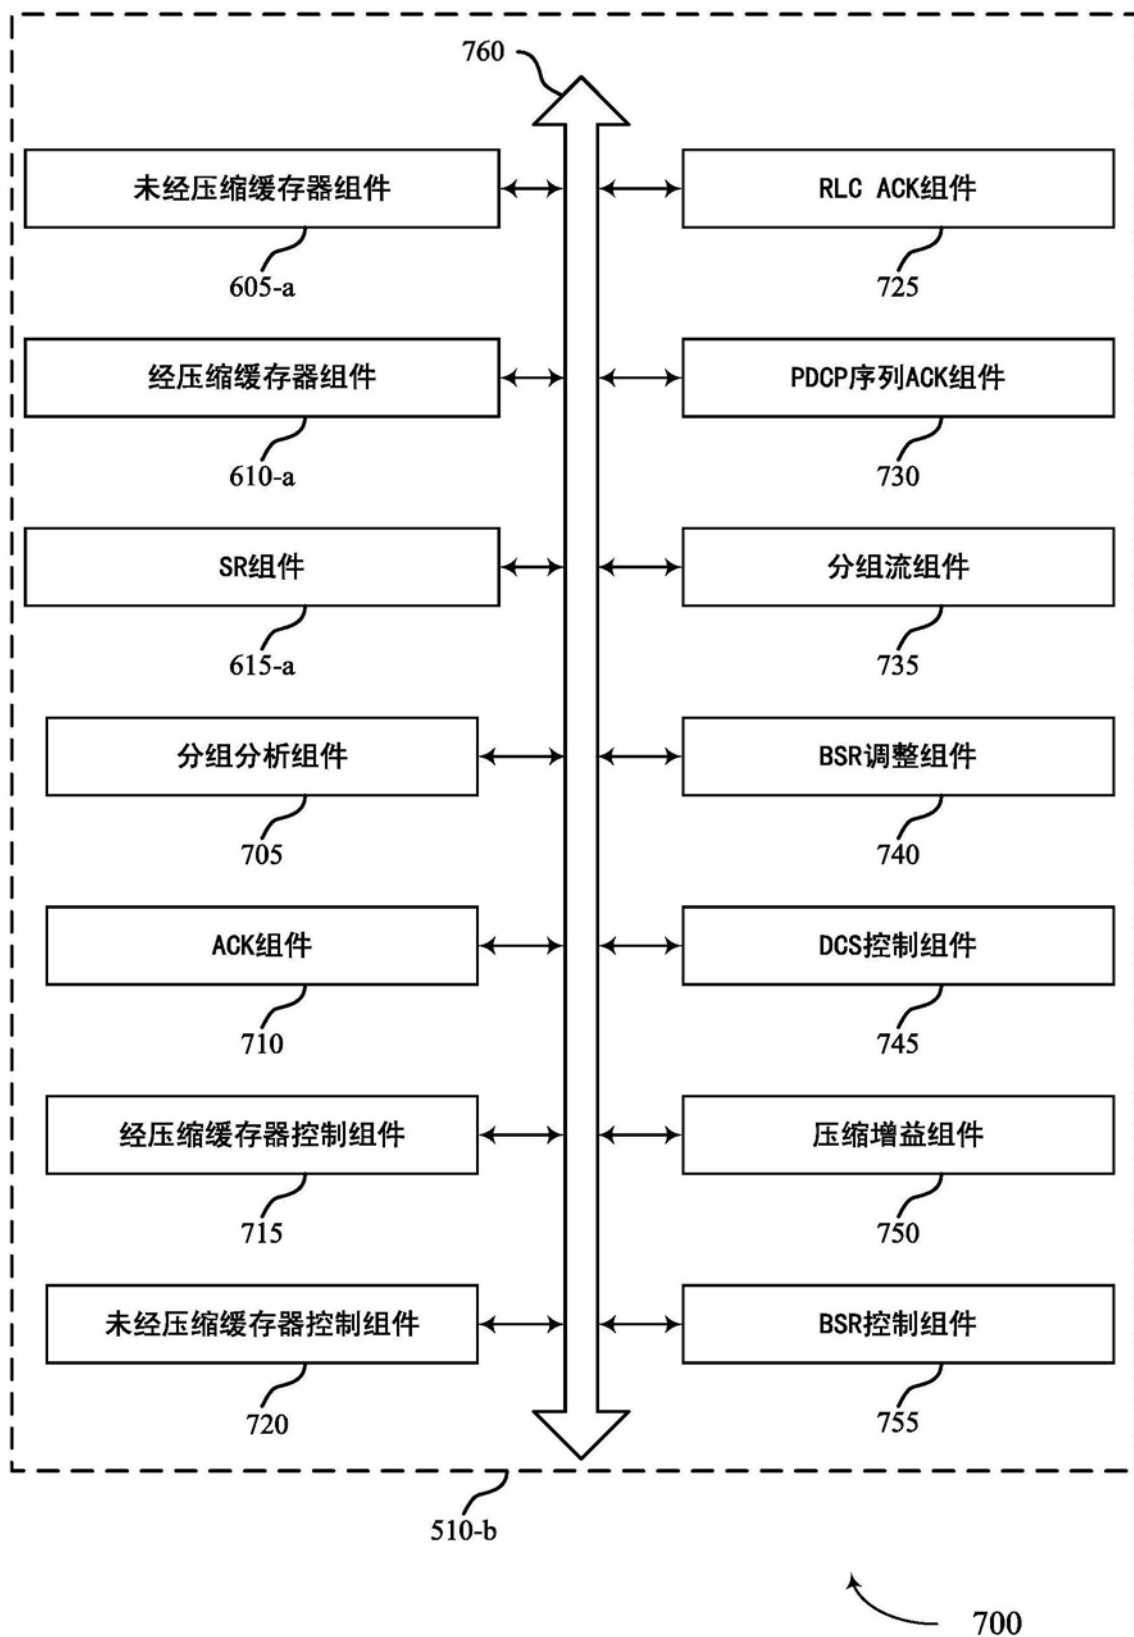 760
未经压缩缓存器组件
RLC ACK组件
605-a
725
经压缩缓存器组件
PDCP序列ACK组件
610-a
730
SR组件
分组流组件
615-a
735
分组分析组件
BSR调整组件
705
740
ACK组件
DCS控制组件
710
745
经压缩缓存器控制组件
压缩增益组件
715
750
未经压缩缓存器控制组件
BSR控制组件
720
755
510-b
700